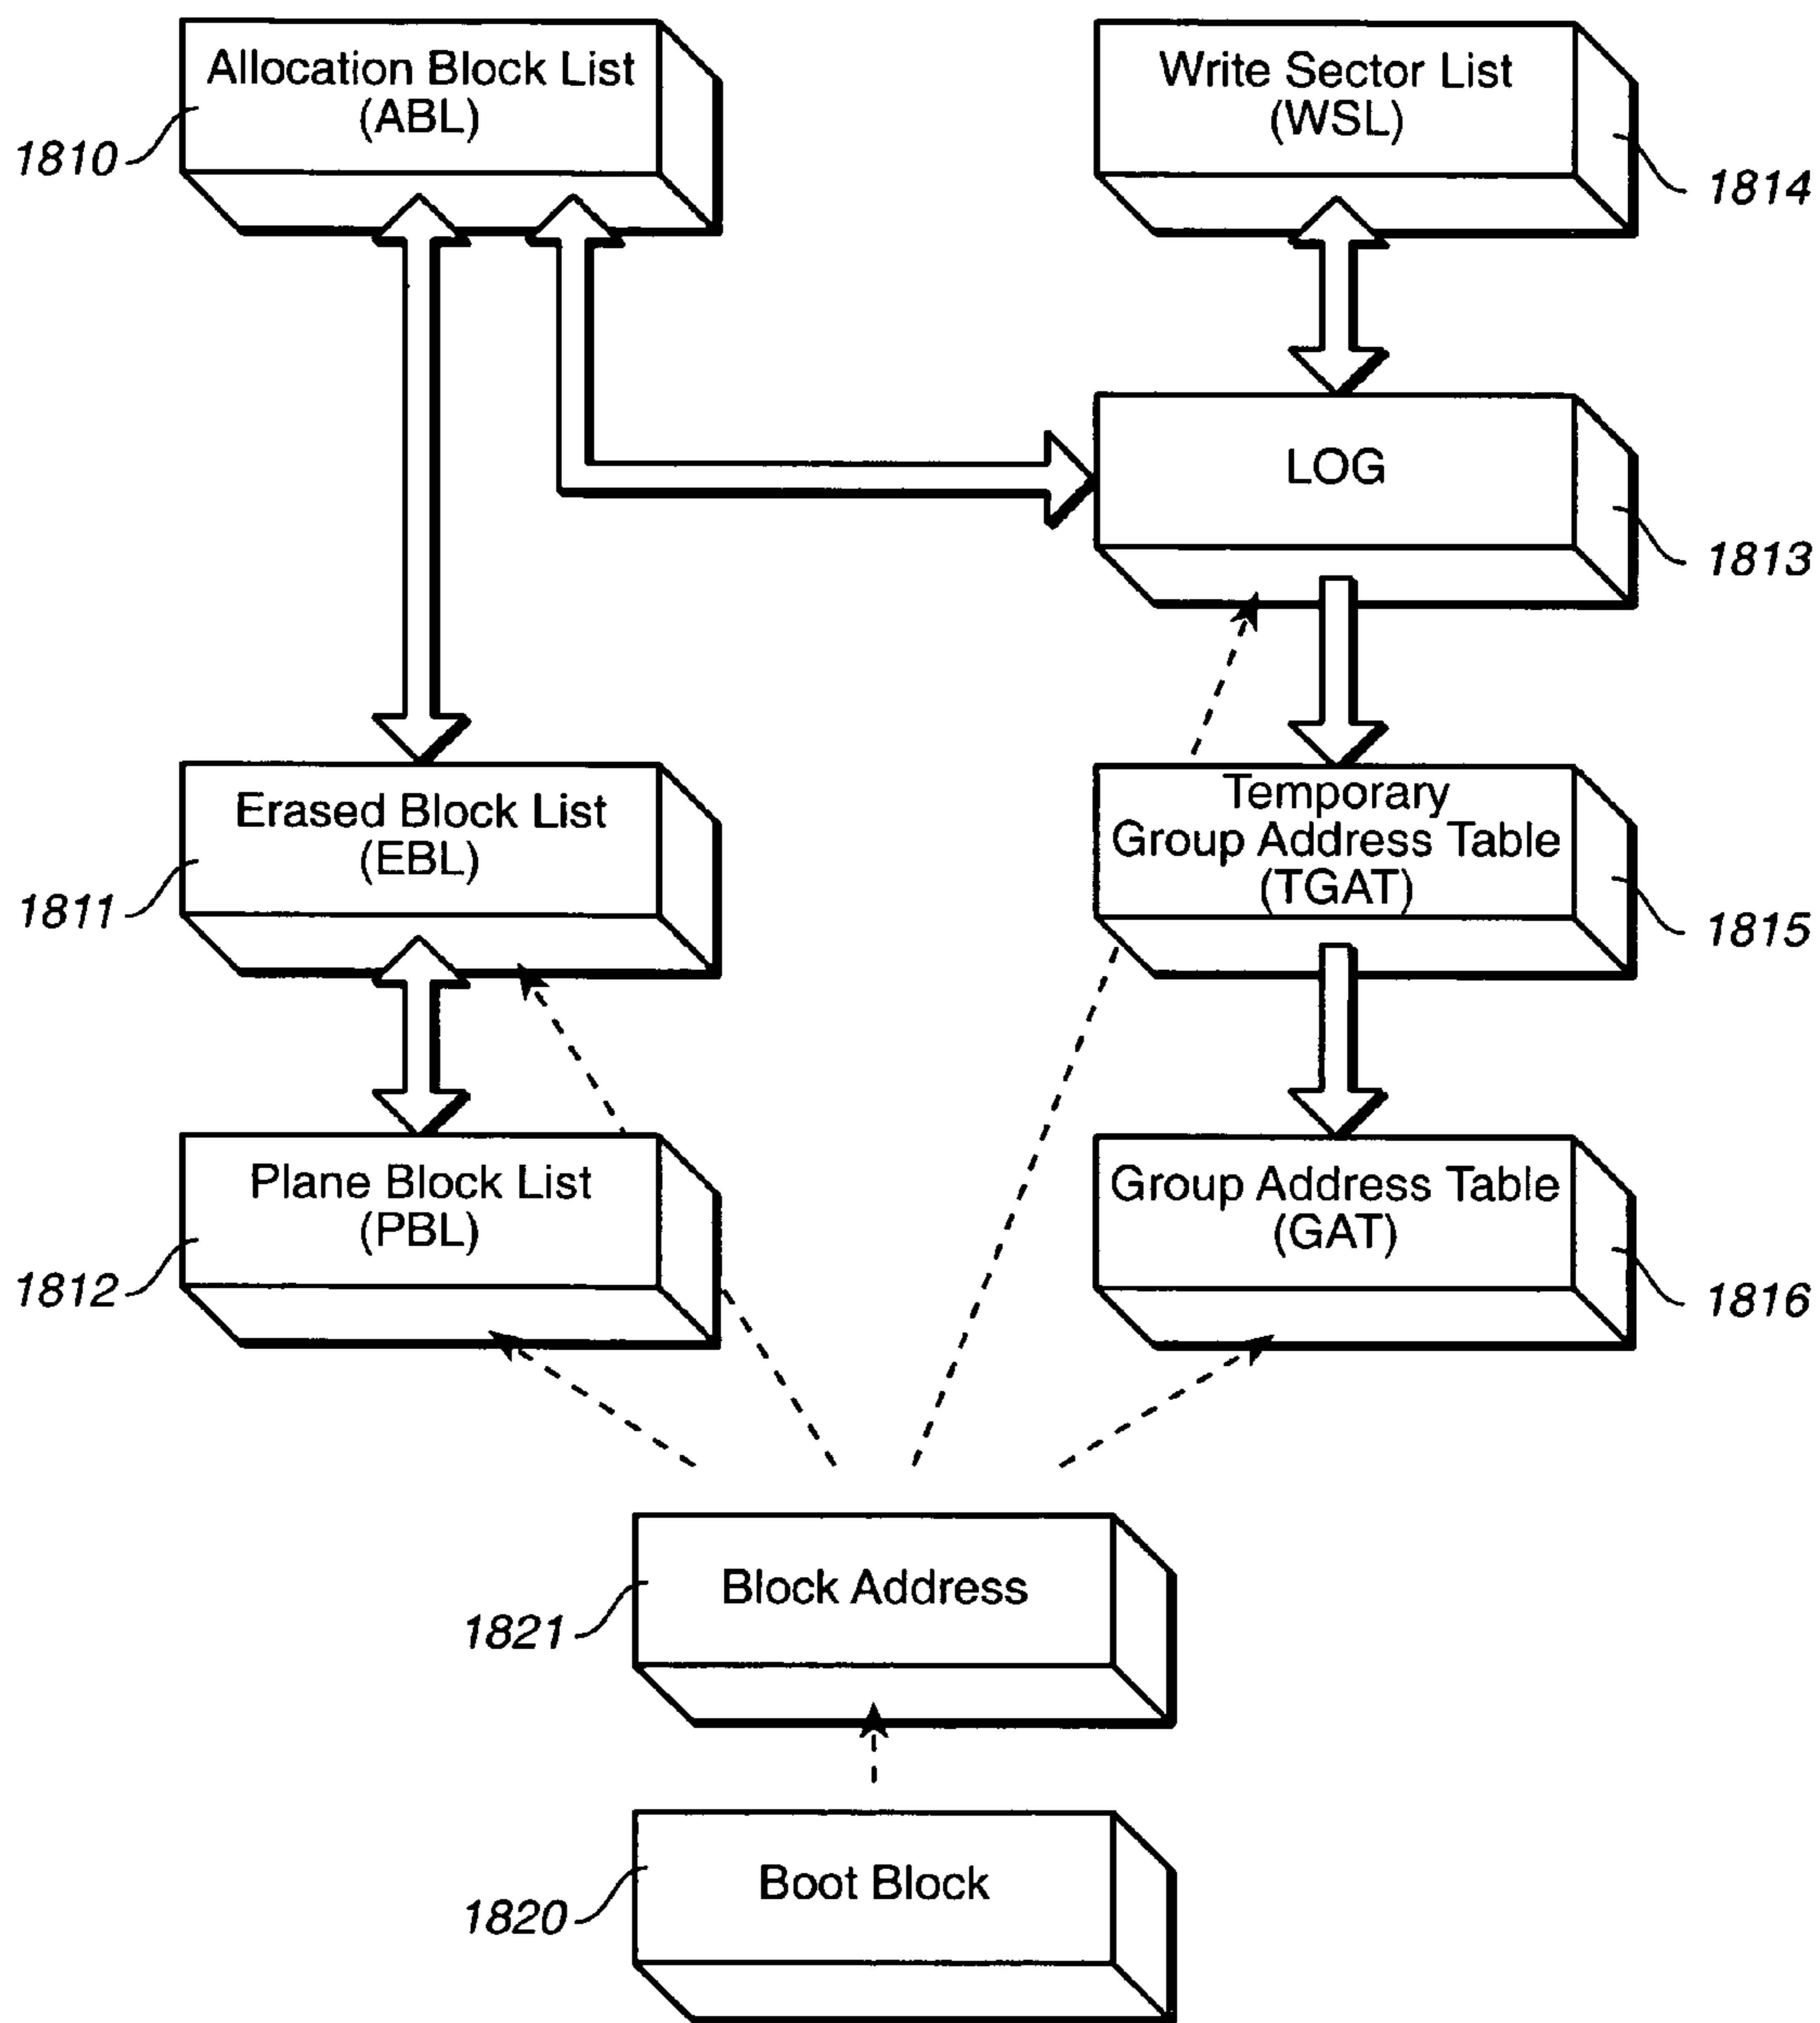 Allocation Block List
(ABL)
1810
Write Sector List
(WSL)
1814
LOG
1813
Erased Block List
(EBL)
1811
Temporary
Group Address Table
(TGAT)
1815
Plane Block List
(PBL)
1812
Group Address Table
(GAT)
1816
Block Address
1821
Boot Block
1820